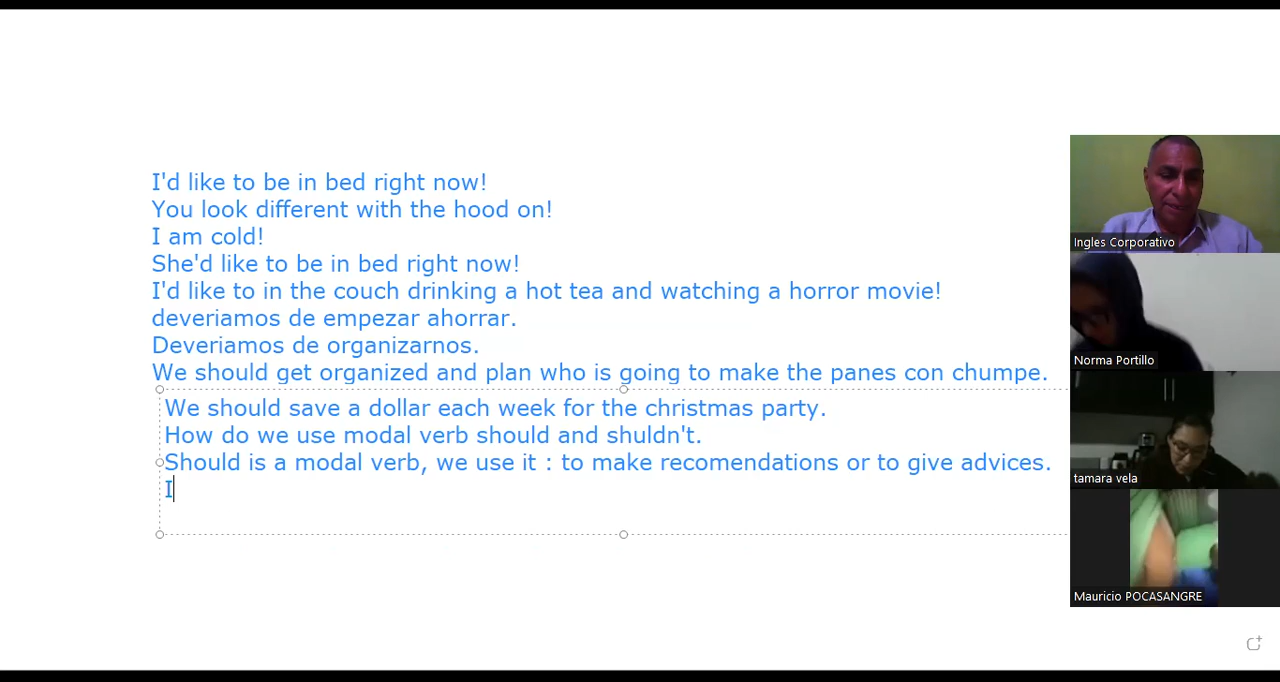 I'd like to be in bed right now!
You look different with the hood on!
I am cold!
She'd like to be in bed right now!
I'd like to in the couch drinking a hot tea and watching a horror movie!
deveriamos de empezar ahorrar.
Deveriamos de organizarnos.
We should get organized and plan who is going to make the panes con chumpe.
We should save a dollar each week for the christmas party.
How do we use modal verb should and shuldn't.
Should is a modal verb, we use it : to make recomendations or to give advices.
I
Ingles Corporativo
Norma Portillo
tamara vela
Mauricio POCASANGRE